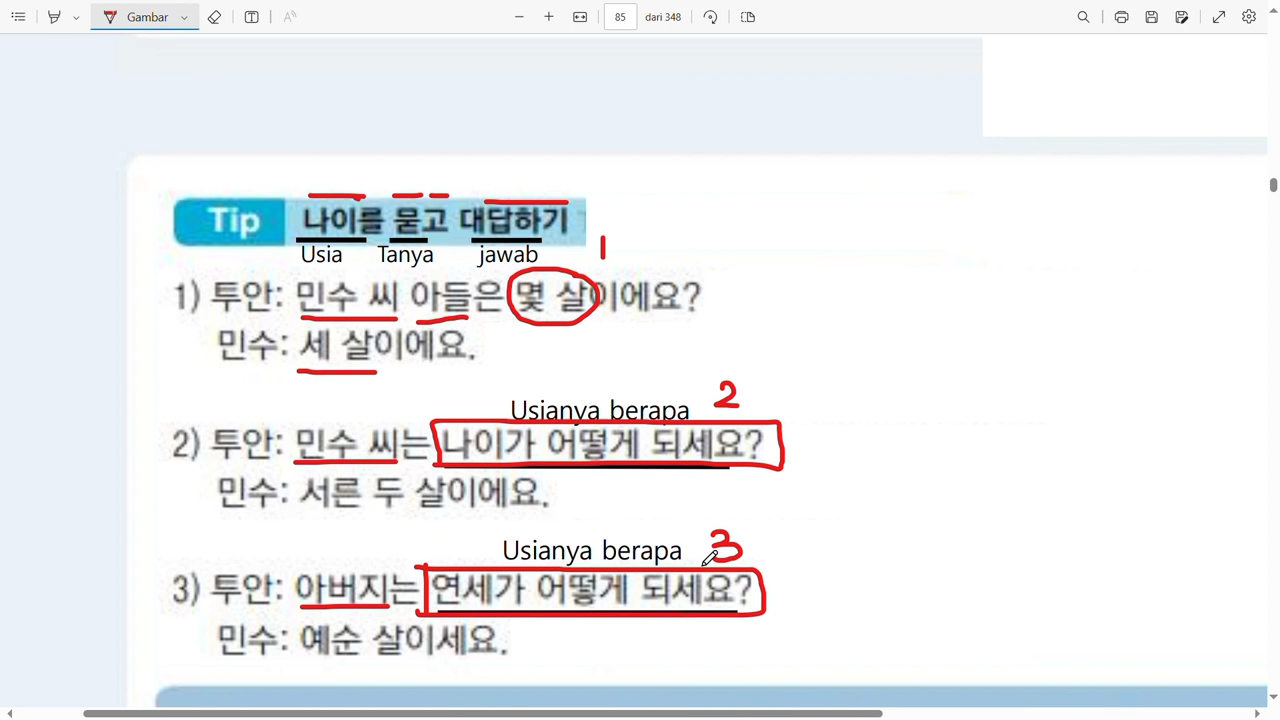 Gambar 85 dari 348
Tip 나이를 묻고 대답하기
Usia Tanya jawab
1
1) 투안: 민수 씨 아들은 몇 살이에요?
민수: 세 살이에요.
Usianya berapa 2
2) 투안: 민수 씨는 나이가 어떻게 되세요?
민수: 서른 두 살이에요.
Usianya berapa 3
3) 투안: 아버지는 연세가 어떻게 되세요?
민수: 예순 살이세요.